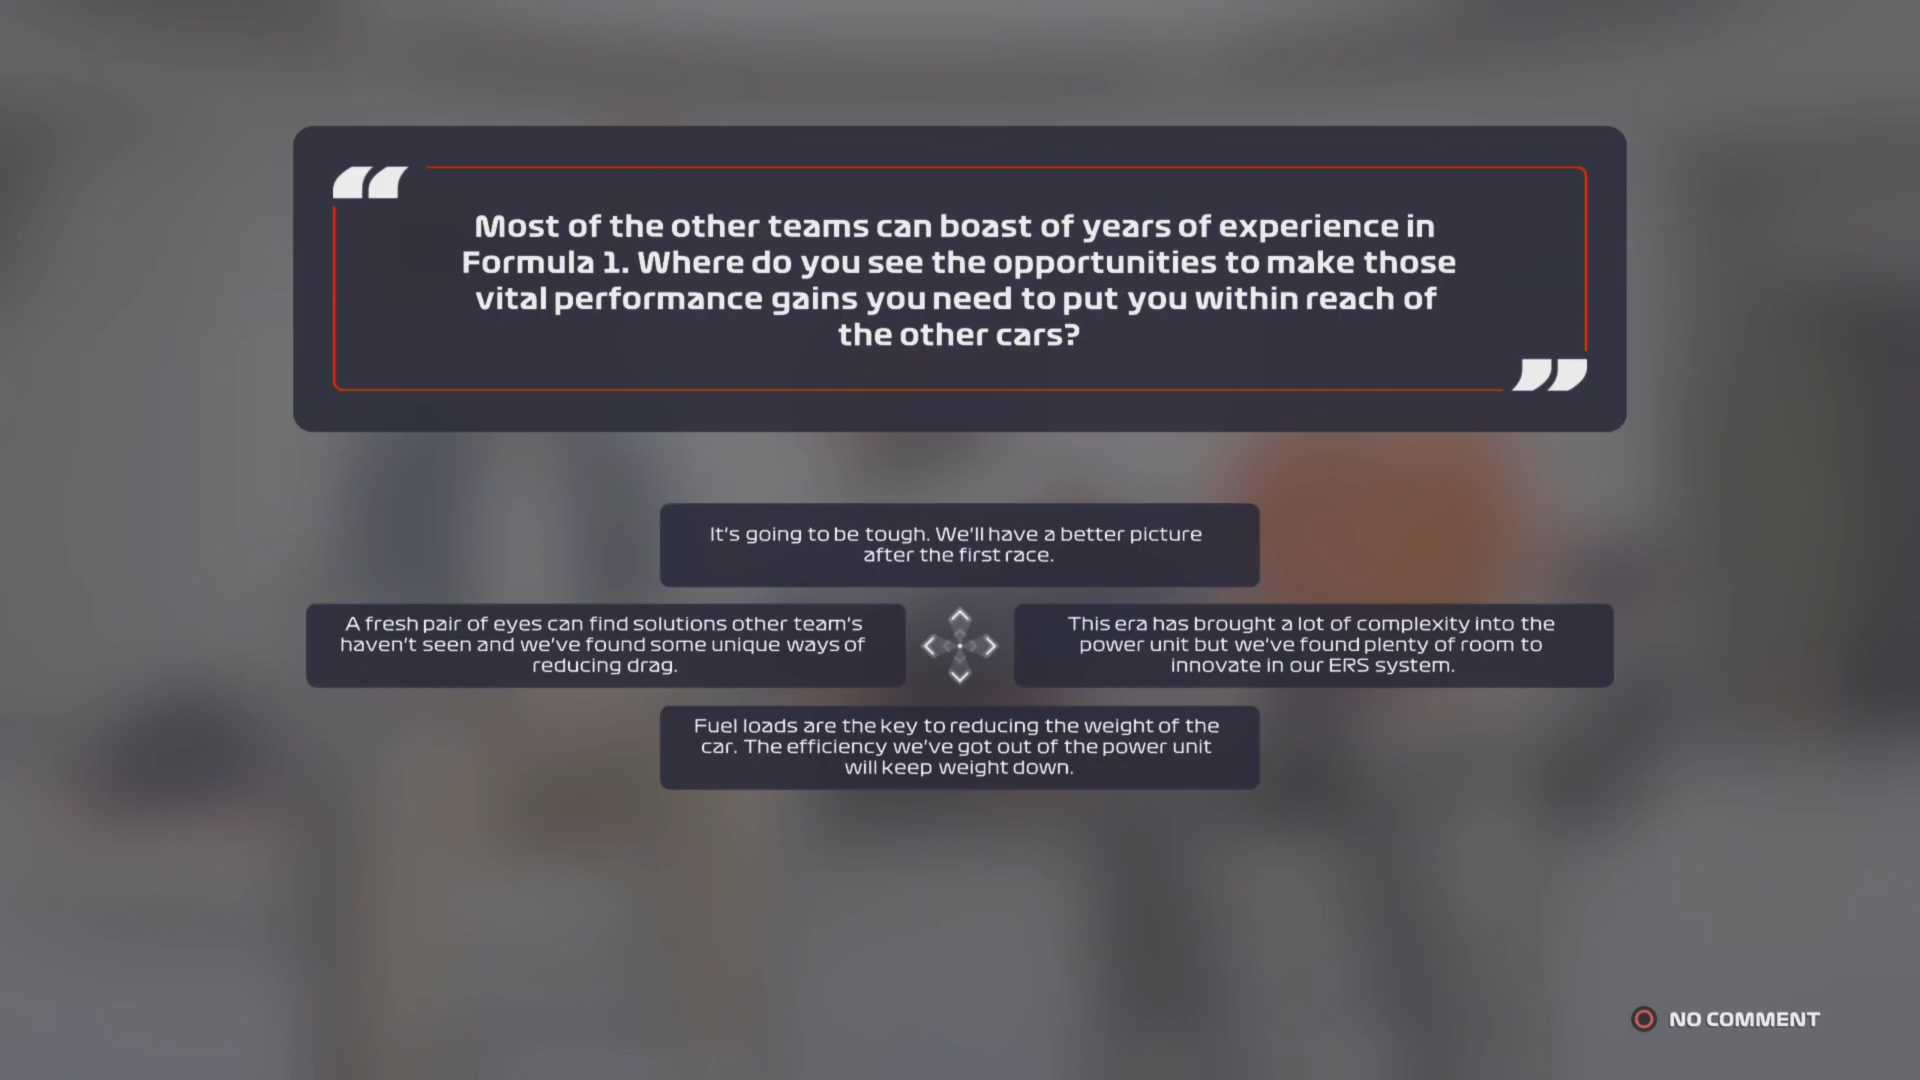 Most of the other teams can boast of years of experience in
Formula 1. Where do you see the opportunities to make those
vital performance gains you need to put you within reach of
the other cars?
It's going to be tough. We'll have a better picture
after the first race.
A fresh pair of eyes can find solutions other team's
haven't seen and we've found some unique ways of
reducing drag.
This era has brought a lot of complexity into the
power unit but we've found plenty of room to
innovate in our ERS system.
Fuel loads are the key to reducing the weight of the
car. The efficiency we've got out of the power unit
will keep weight down.
NO COMMENT